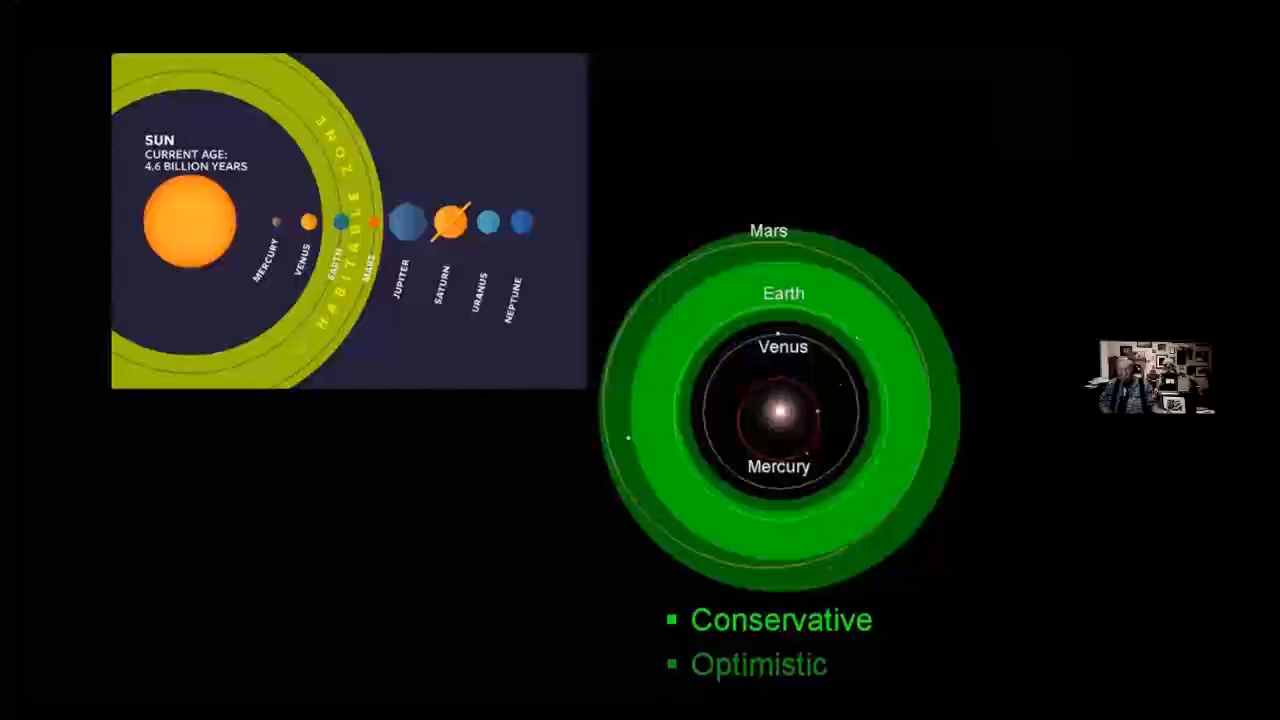 SUN
CURRENT AGE:
4.6 BILLION YEARS
HABITABLE ZONE
MERCURY
VENUS
EARTH
MARS
JUPITER
SATURN
URANUS
NEPTUNE
Mars
Earth
Venus
Mercury
Conservative
Optimistic